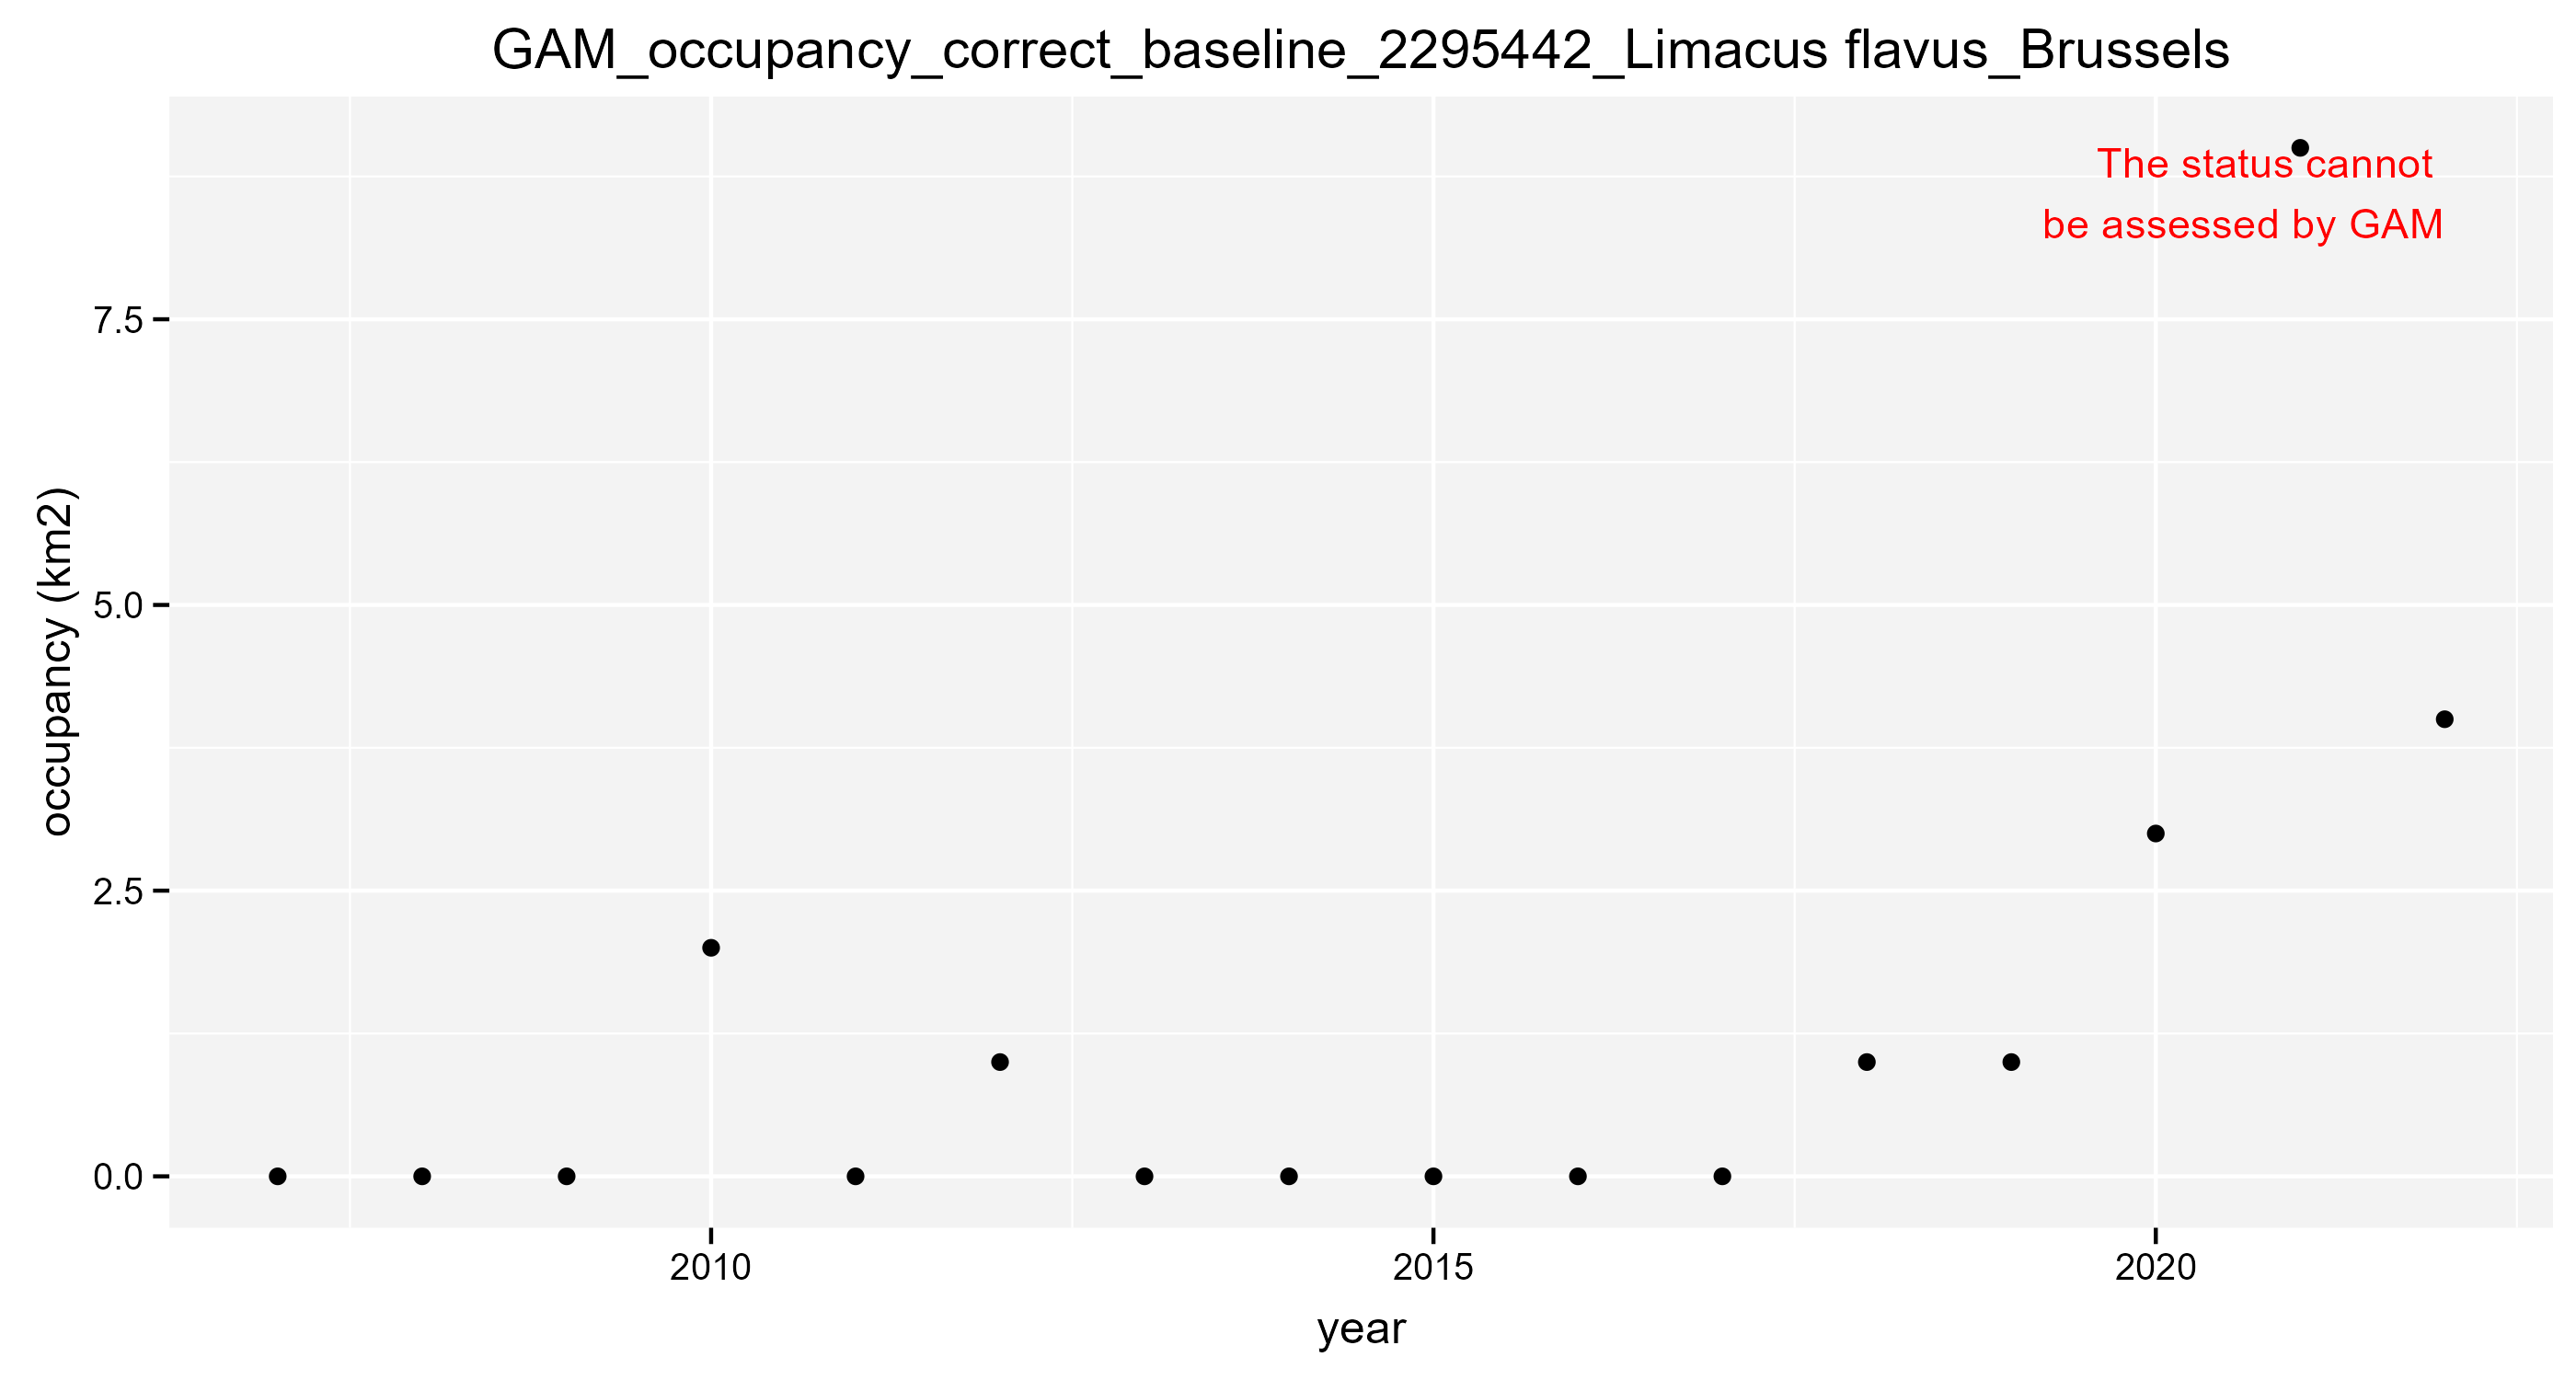 GAM_occupancy_correct_baseline_2295442_Limacus flavus_Brussels
The status cannot
be assessed by GAM
7.5
5.0
2.5
0.0
occupancy (km2)
2010
2015
2020
year